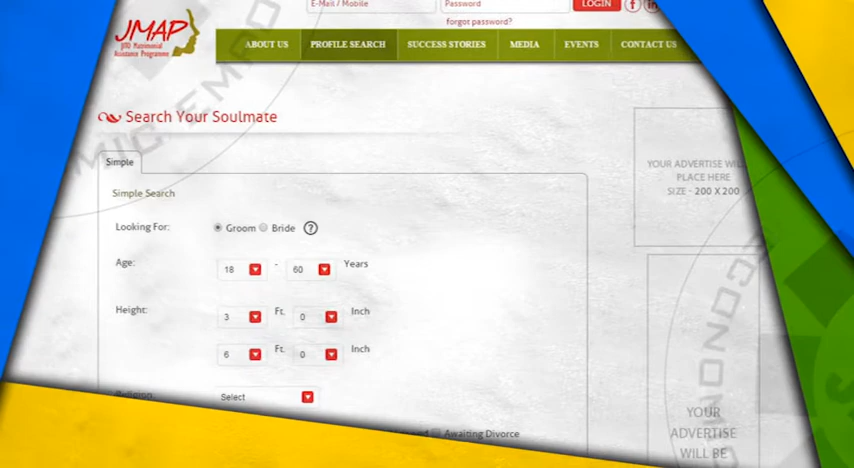 E-Mail / Mobile
Password
LOGIN
f
in
forgot password?
JMAP
JITO Matrimonial
Assistance Programme
ABOUT US
PROFILE SEARCH
SUCCESS STORIES
MEDIA
EVENTS
CONTACT US
Search Your Soulmate
Simple
Simple Search
Looking For:
Groom
Bride
?
Age:
18 - 60 Years
Height:
3 Ft. 0 Inch
6 Ft. 0 Inch
Select
Awaiting Divorce
YOUR ADVERTISE WILL
PLACE HERE
SIZE - 200 X 200
YOUR
ADVERTISE
WILL BE